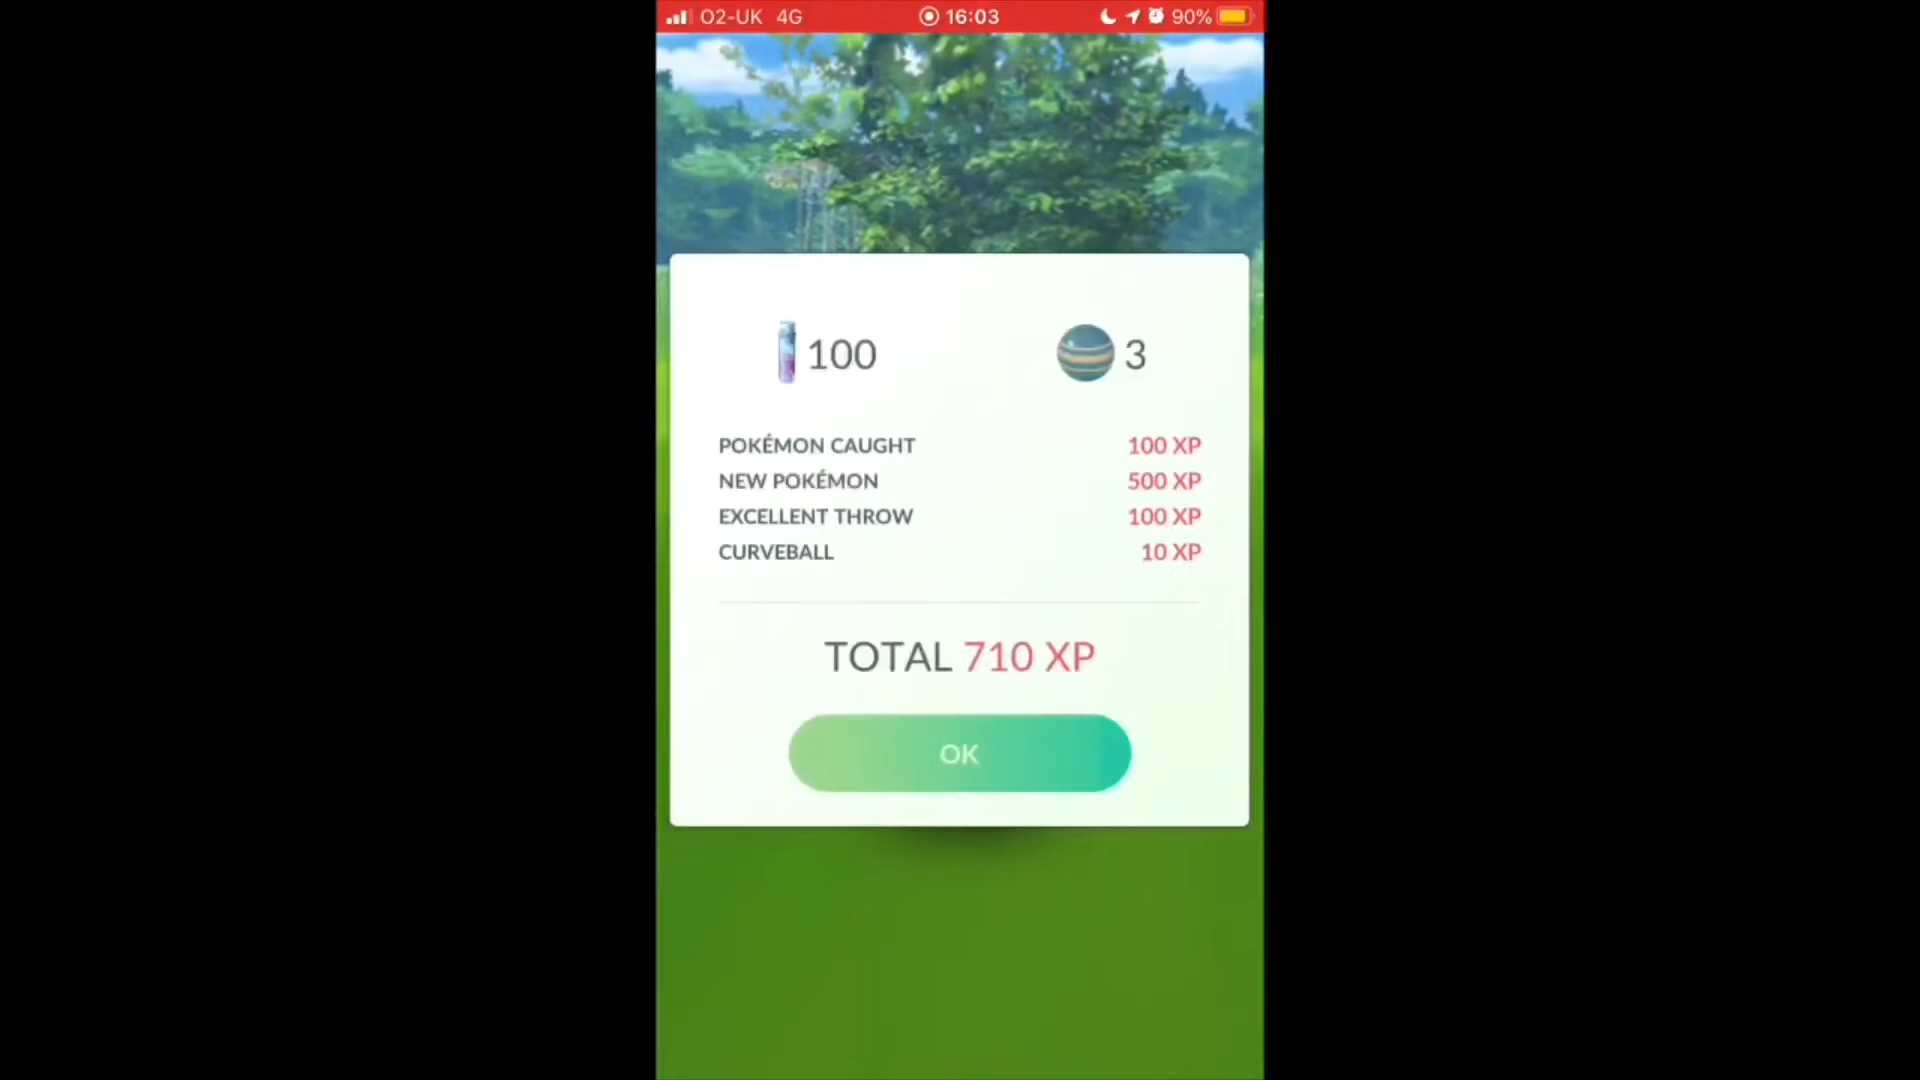 O2-UK 4G 16:03 90%
100 3
POKÉMON CAUGHT 100 XP
NEW POKÉMON 500 XP
EXCELLENT THROW 100 XP
CURVEBALL 10 XP
TOTAL 710 XP
OK